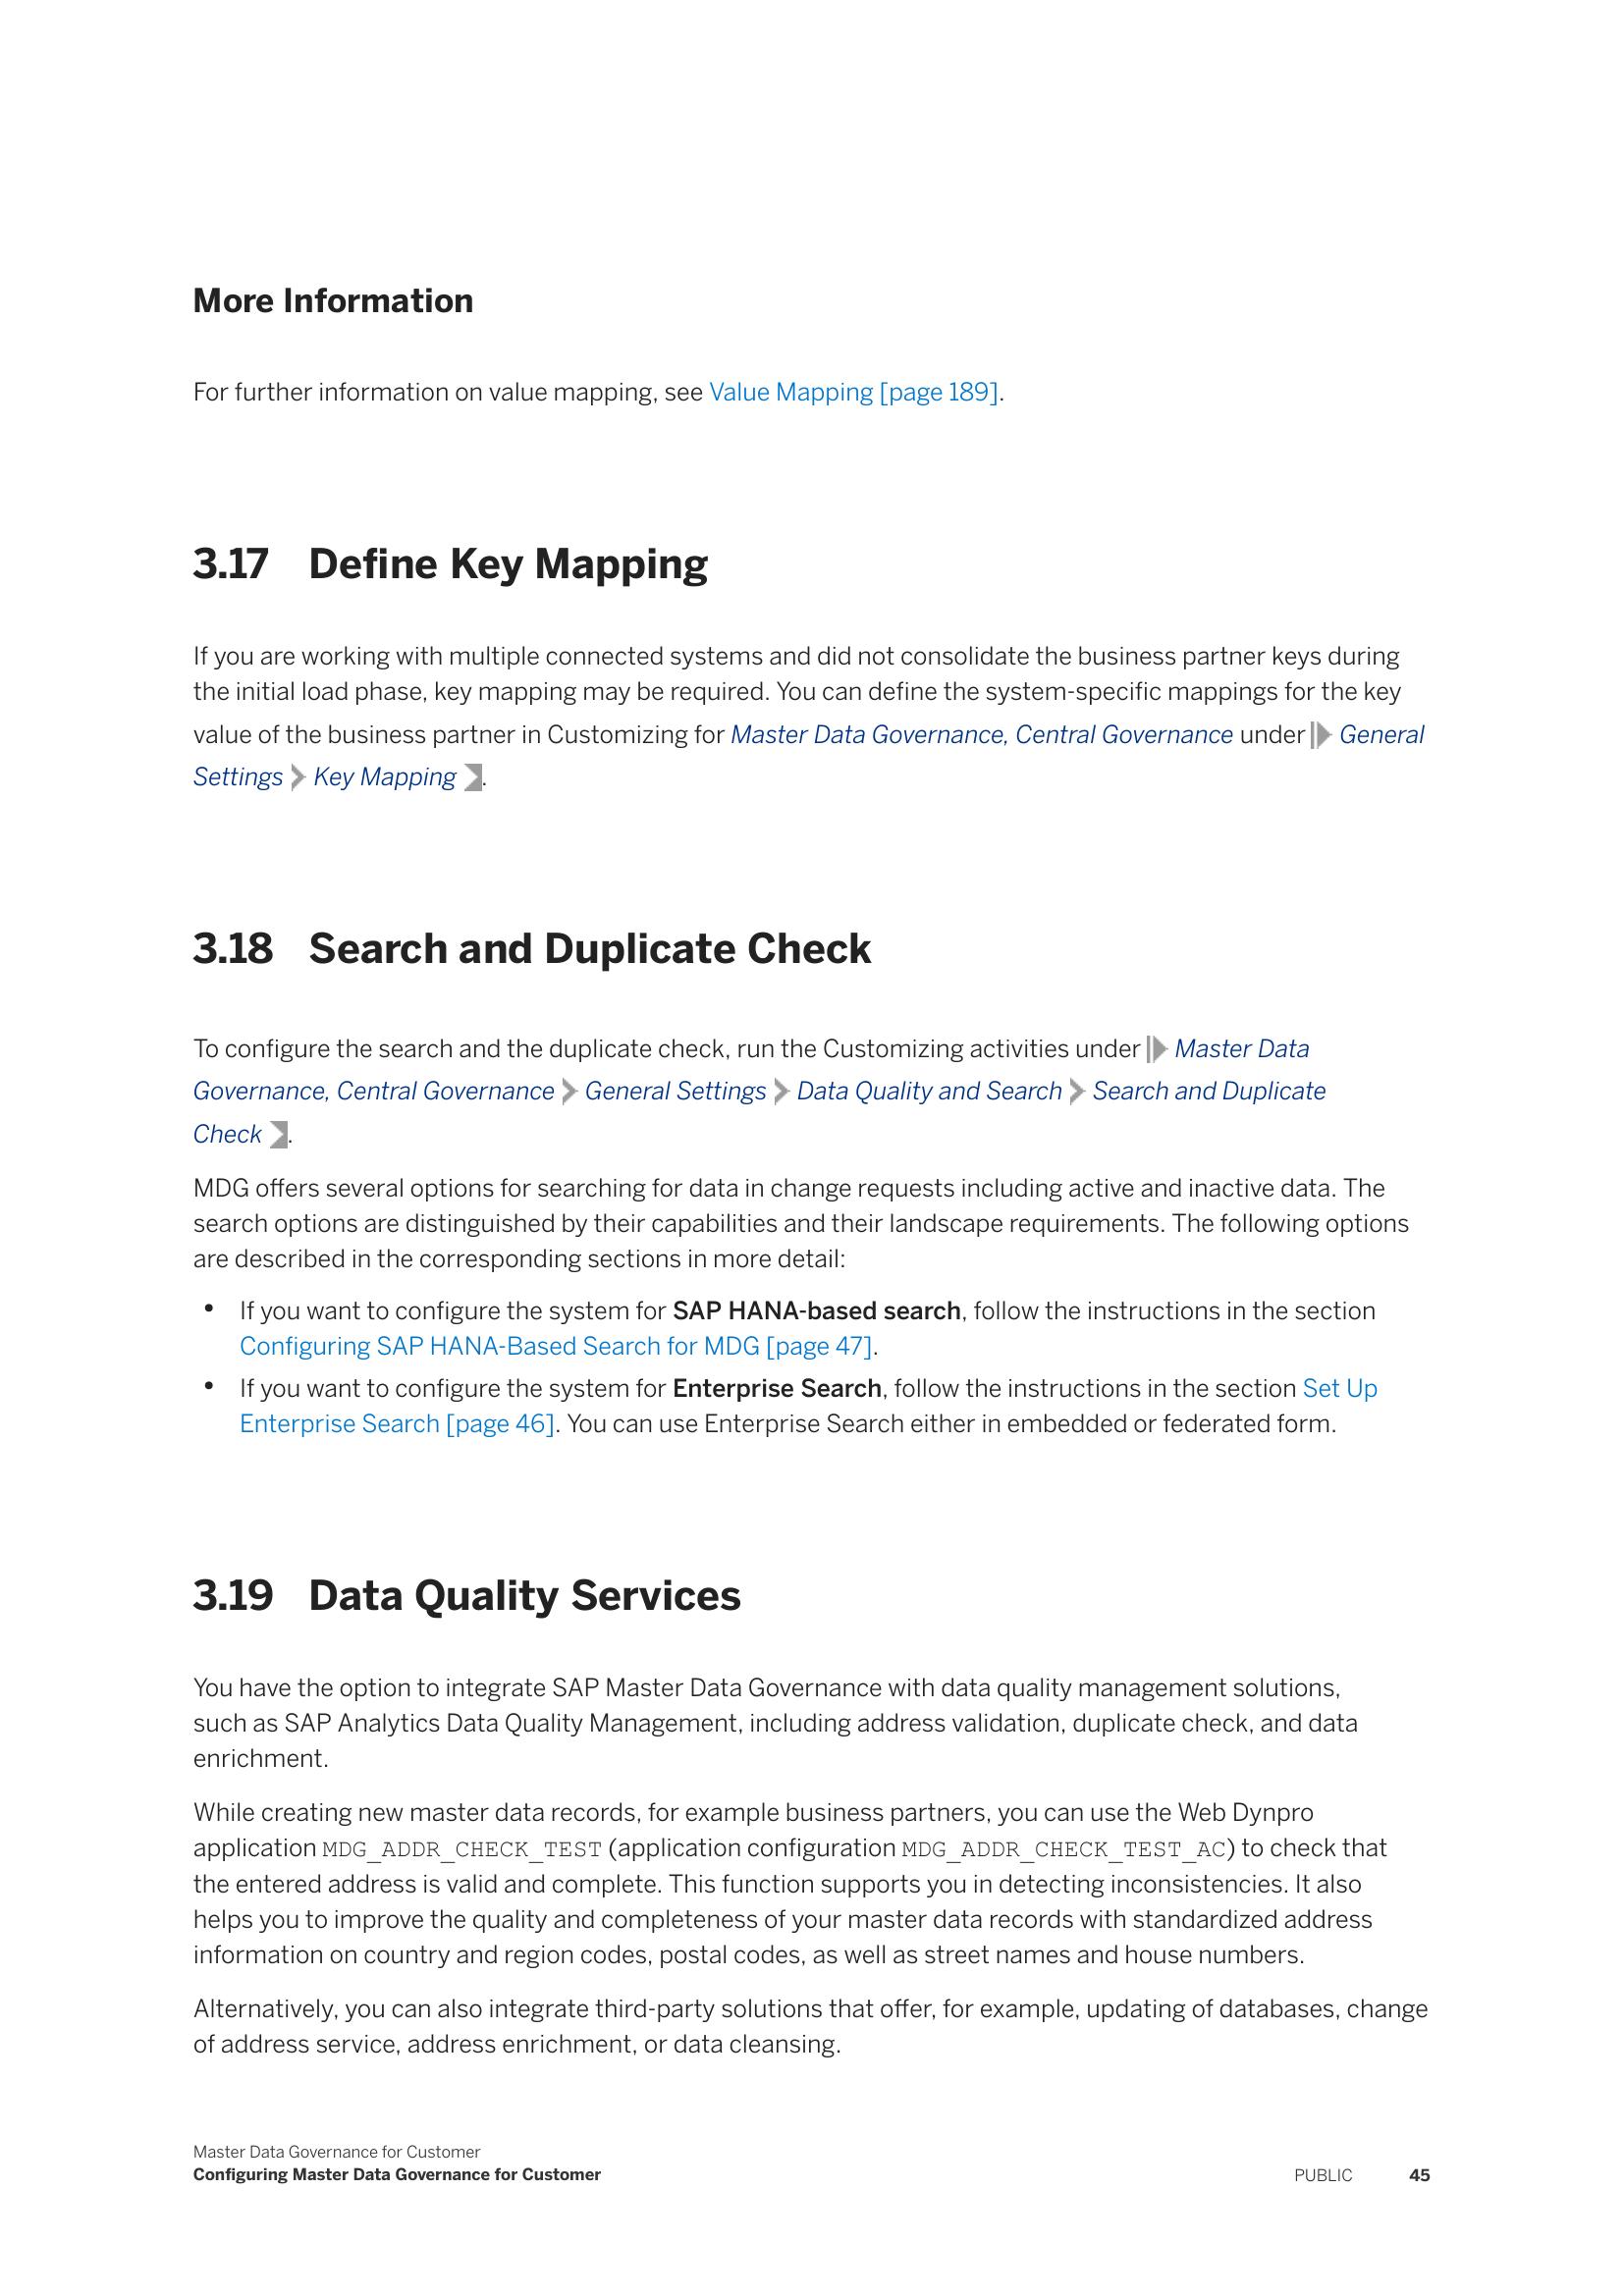 More Information
For further information on value mapping, see Value Mapping [page 189].
3.17 Define Key Mapping
If you are working with multiple connected systems and did not consolidate the business partner keys during
the initial load phase, key mapping may be required. You can define the system-specific mappings for the key
value of the business partner in Customizing for Master Data Governance, Central Governance under General
Settings Key Mapping .
3.18 Search and Duplicate Check
To configure the search and the duplicate check, run the Customizing activities under Master Data
Governance, Central Governance General Settings Data Quality and Search Search and Duplicate
Check .
MDG offers several options for searching for data in change requests including active and inactive data. The
search options are distinguished by their capabilities and their landscape requirements. The following options
are described in the corresponding sections in more detail:
• If you want to configure the system for SAP HANA-based search, follow the instructions in the section
Configuring SAP HANA-Based Search for MDG [page 47].
• If you want to configure the system for Enterprise Search, follow the instructions in the section Set Up
Enterprise Search [page 46]. You can use Enterprise Search either in embedded or federated form.
3.19 Data Quality Services
You have the option to integrate SAP Master Data Governance with data quality management solutions,
such as SAP Analytics Data Quality Management, including address validation, duplicate check, and data
enrichment.
While creating new master data records, for example business partners, you can use the Web Dynpro
application MDG_ADDR_CHECK_TEST (application configuration MDG_ADDR_CHECK_TEST_AC) to check that
the entered address is valid and complete. This function supports you in detecting inconsistencies. It also
helps you to improve the quality and completeness of your master data records with standardized address
information on country and region codes, postal codes, as well as street names and house numbers.
Alternatively, you can also integrate third-party solutions that offer, for example, updating of databases, change
of address service, address enrichment, or data cleansing.
Master Data Governance for Customer
Configuring Master Data Governance for Customer PUBLIC 45